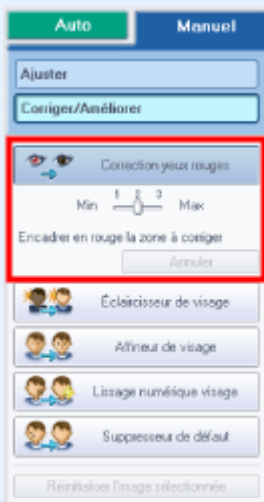 Auto Manuel
Ajuster
Corriger/Améliorer
Correction yeux rouges
1 2 3
Min Max
Encadrer en rouge la zone à corriger
Annuler
Éclaircisseur de visage
Affineur de visage
Lissage numérique visage
Suppresseur de défaut
Réinitialiser l'image sélectionnée